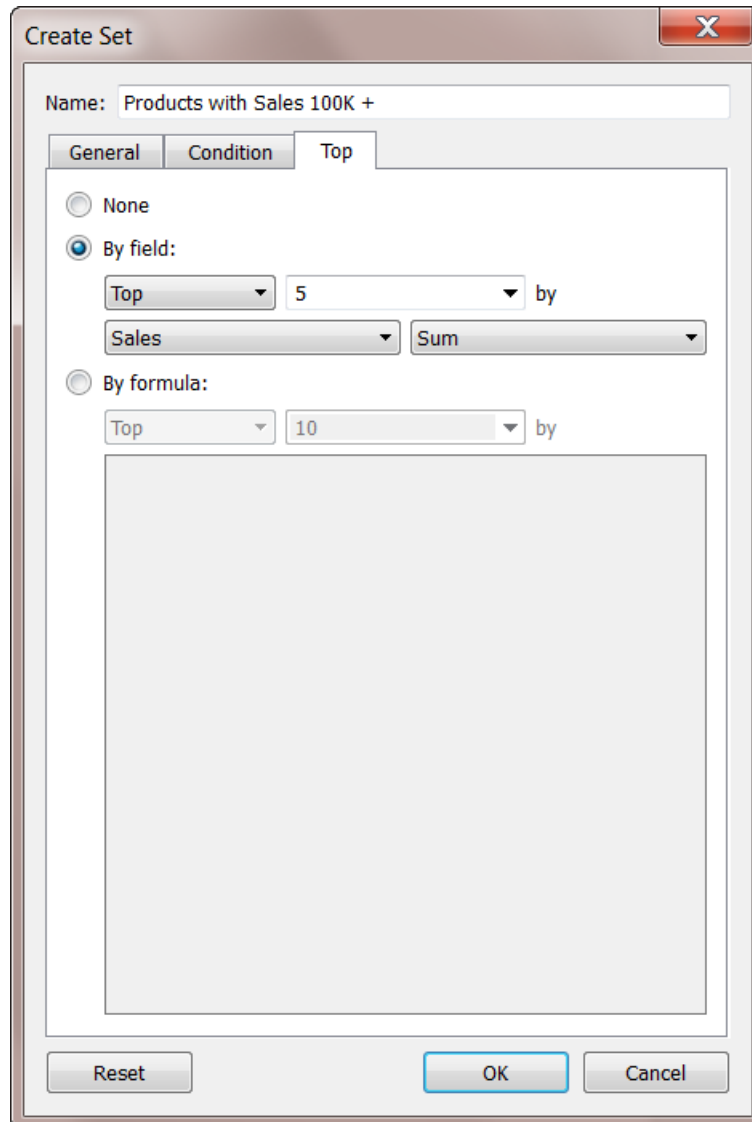 Create Set
Name: Products with Sales 100K +
General Condition Top
None
By field:
Top 5 by
Sales Sum
By formula:
Top 10 by
Reset OK Cancel